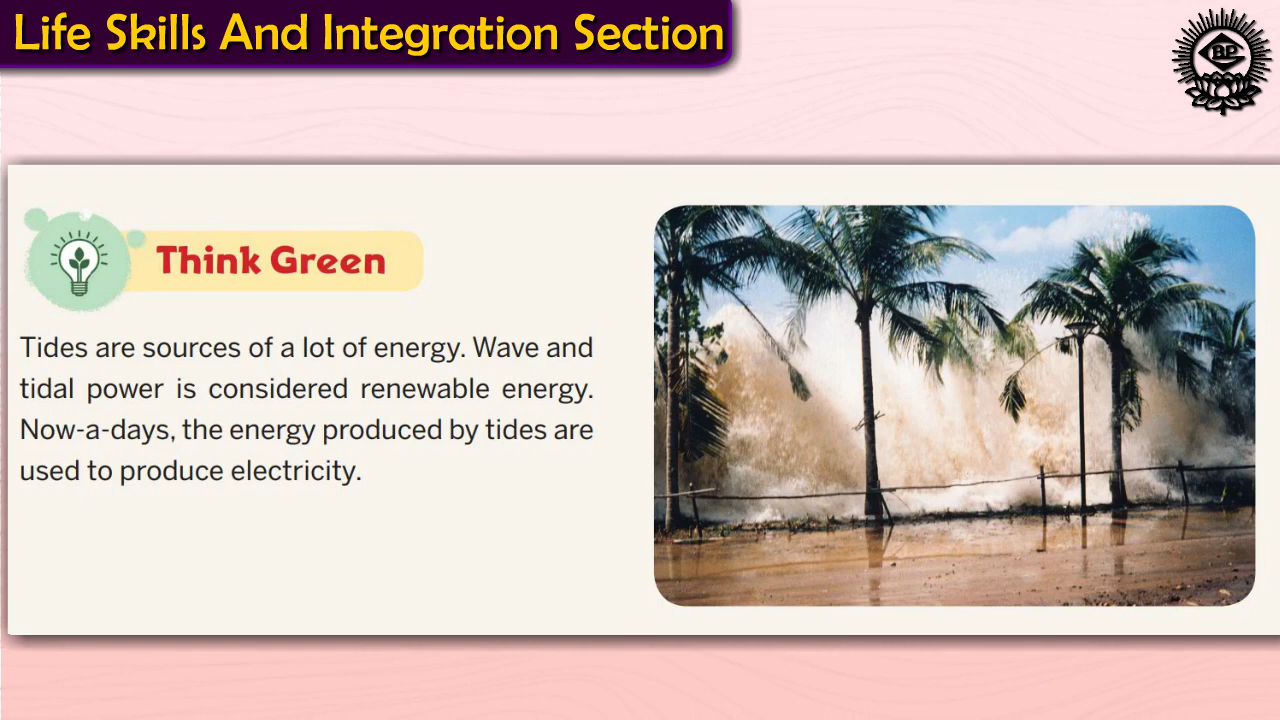 Life Skills And Integration Section
BP
Think Green
Tides are sources of a lot of energy. Wave and
tidal power is considered renewable energy.
Now-a-days, the energy produced by tides are
used to produce electricity.